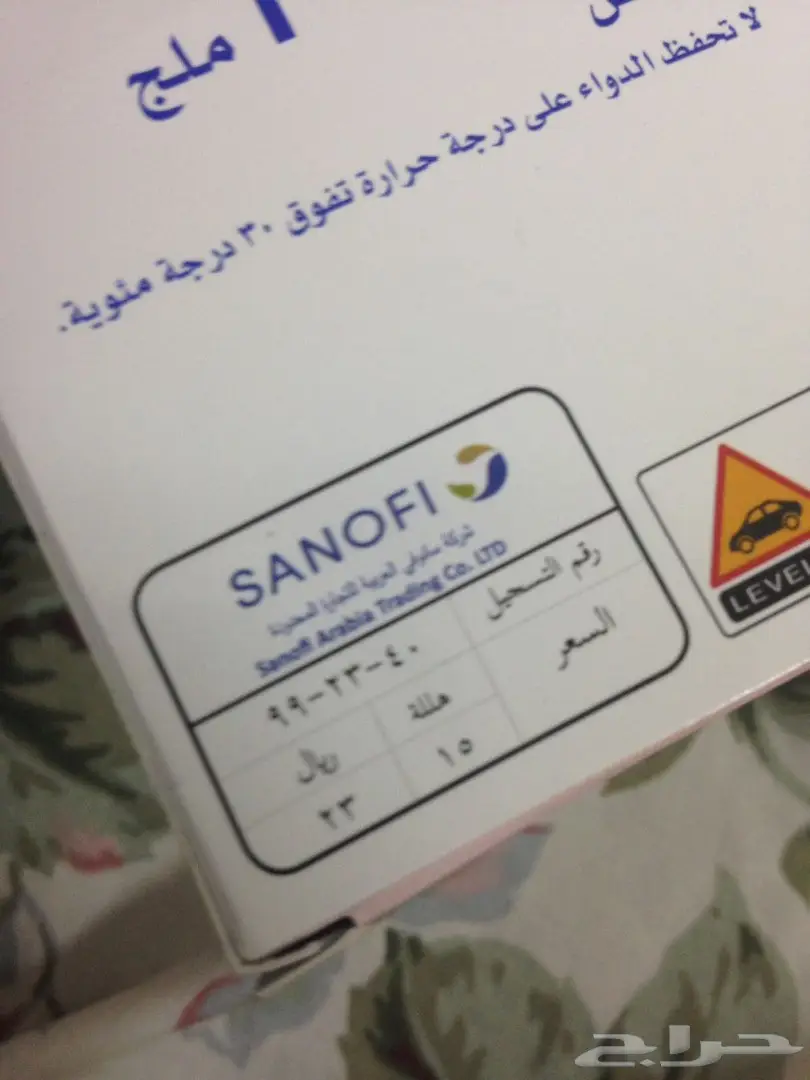 ملج
لا تحفظ الدواء على درجة حرارة تفوق ٣٠ درجة مئوية.
SANOFI
شركة سانوفي العربية للتجارة المحدودة
Sanofi Arabia Trading Co. LTD
رقم التسجيل ٤٠-٢٣-٩٩
السعر هللة ريال
١٥ ٢٣
LEVEL
حراج